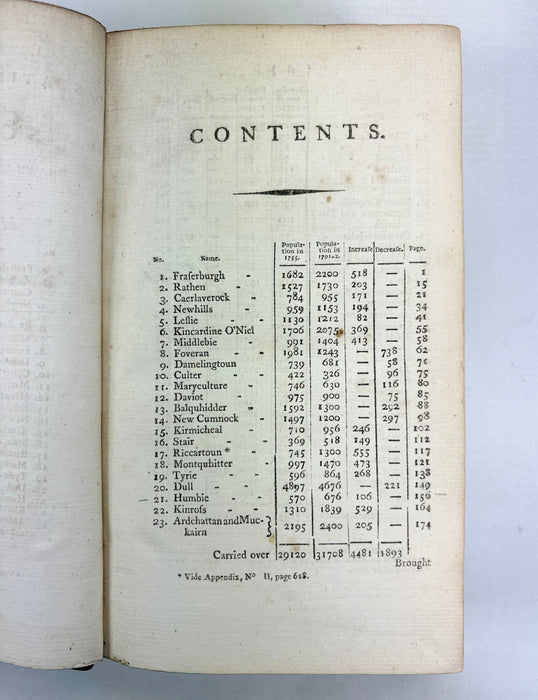 CONTENTS.
No. Name. Popula-tion in 1755. Popula-tion in 1791-2. Increase. Decrease. Page.
1. Fraserburgh - 1682 2200 518 — 1
2. Rathen - 1527 1730 203 — 15
3. Caerlaverock - 784 955 171 — 21
4. Newhills - 959 1153 194 — 34
5. Leslie - - 1130 1212 82 — 41
6. Kincardine O'Niel 1706 2075 369 — 55
7. Middlebie - 991 1404 413 — 58
8. Foveran - - 1981 1243 — 738 62
9. Damelingtoun 739 681 — 58 71
10. Culter - 422 326 — 96 75
11. Maryculture - 746 630 — 116 80
12. Daviot - 975 900 — 75 85
13. Balquhidder - 1592 1300 — 292 88
14. New Cumnock - 1497 1200 — 297 98
15. Kirmicheal - 710 956 246 — 102
16. Stair - - 369 518 149 — 112
17. Riccartoun * - 745 1300 555 — 117
18. Montquhitter - 997 1470 473 — 121
19. Tyrie - - 596 864 268 — 138
20. Dull - - 4897 4676 — 221 149
21. Humbie - 570 676 106 — 156
22. Kinross - 1310 1839 529 — 164
23. Ardchattan and Muc-
kairn } 2195 2400 205 — 174
Carried over 29120 31708 4481 1893
Brought
* Vide Appendix, No II, page 628.